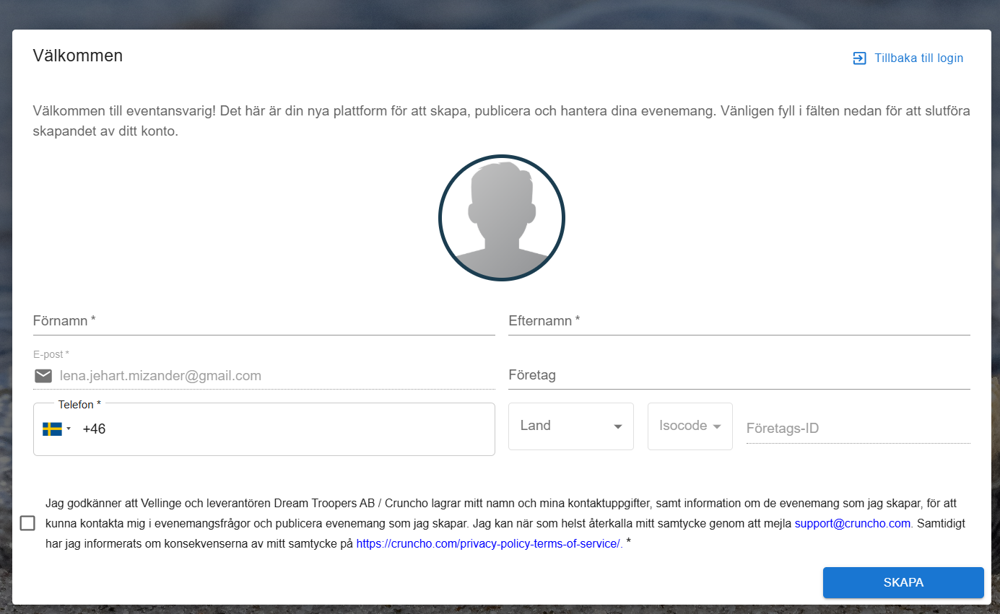 Välkommen
Tillbaka till login
Välkommen till eventansvarig! Det här är din nya plattform för att skapa, publicera och hantera dina evenemang. Vänligen fyll i fälten nedan för att slutföra
skapandet av ditt konto.
Förnamn *
Efternamn *
E-post *
lena.jehart.mizander@gmail.com
Företag
Telefon *
+46
Land
Isocode
Företags-ID
Jag godkänner att Vellinge och leverantören Dream Troopers AB / Cruncho lagrar mitt namn och mina kontaktuppgifter, samt information om de evenemang som jag skapar, för att
kunna kontakta mig i evenemangsfrågor och publicera evenemang som jag skapar. Jag kan när som helst återkalla mitt samtycke genom att mejla support@cruncho.com. Samtidigt
har jag informerats om konsekvenserna av mitt samtycke på https://cruncho.com/privacy-policy-terms-of-service/. *
SKAPA